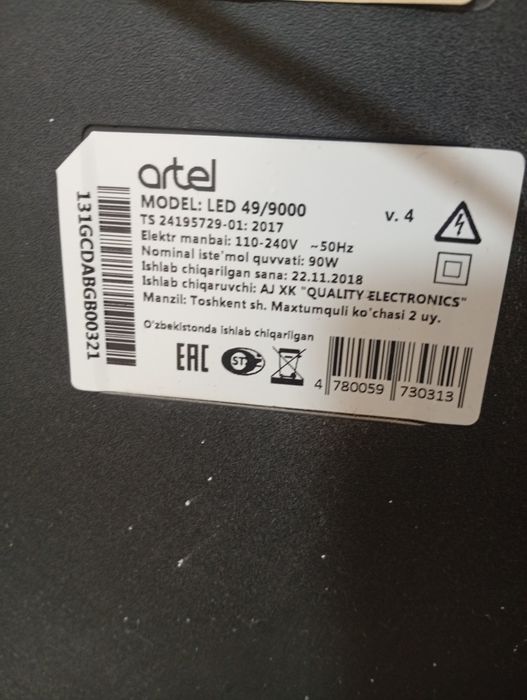 artel
MODEL: LED 49/9000
v. 4
TS 24195729-01: 2017
Elektr manbai: 110-240V ~50Hz
Nominal iste'mol quvvati: 90W
Ishlab chiqarilgan sana: 22.11.2018
Ishlab chiqaruvchi: AJ XK "QUALITY ELECTRONICS"
Manzil: Toshkent sh. Maxtumquli ko'chasi 2 uy.
O'zbekistonda ishlab chiqarilgan
EAC
ST
4 780059 730313
131GCDABGB00321